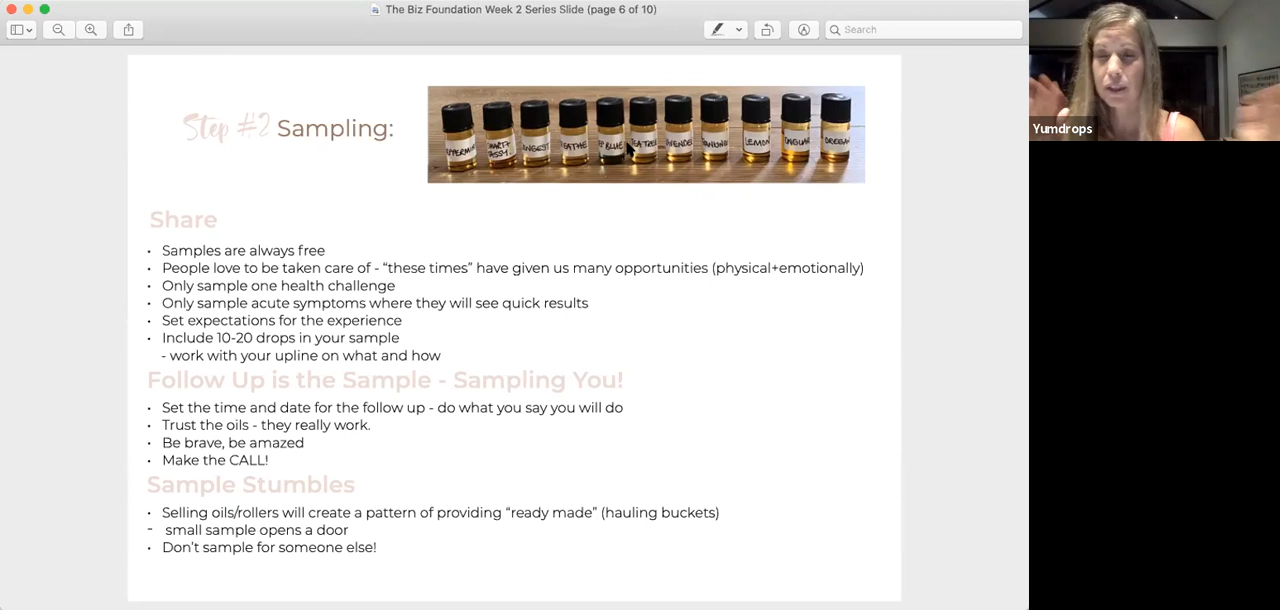 The Biz Foundation Week 2 Series Slide (page 6 of 10)
Search
Yumdrops
Step #2 Sampling:
LEMON
Share
• Samples are always free
• People love to be taken care of - “these times” have given us many opportunities (physical+emotionally)
• Only sample one health challenge
• Only sample acute symptoms where they will see quick results
• Set expectations for the experience
• Include 10-20 drops in your sample
- work with your upline on what and how
Follow Up is the Sample - Sampling You!
• Set the time and date for the follow up - do what you say you will do
• Trust the oils - they really work.
• Be brave, be amazed
• Make the CALL!
Sample Stumbles
• Selling oils/rollers will create a pattern of providing “ready made” (hauling buckets)
- small sample opens a door
• Don’t sample for someone else!